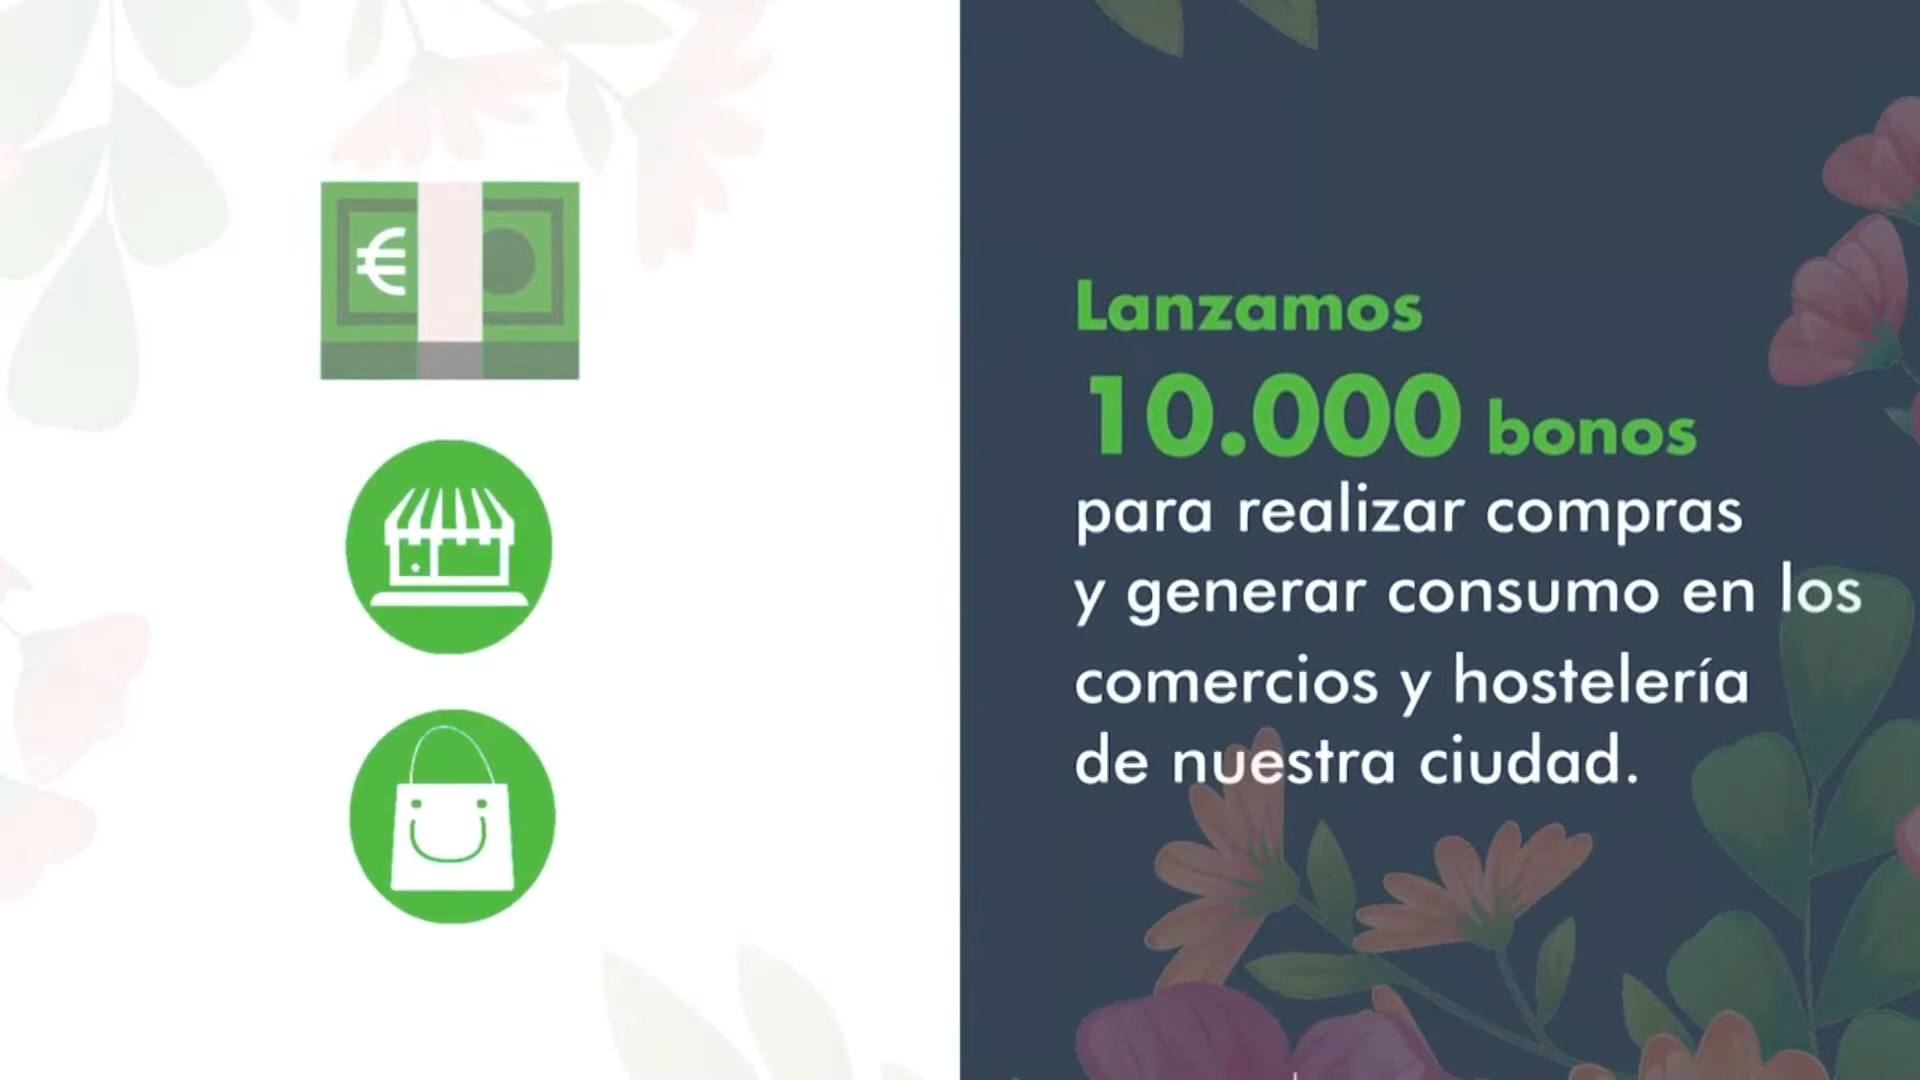 €
Lanzamos
10.000 bonos
para realizar compras
y generar consumo en los
comercios y hostelería
de nuestra ciudad.